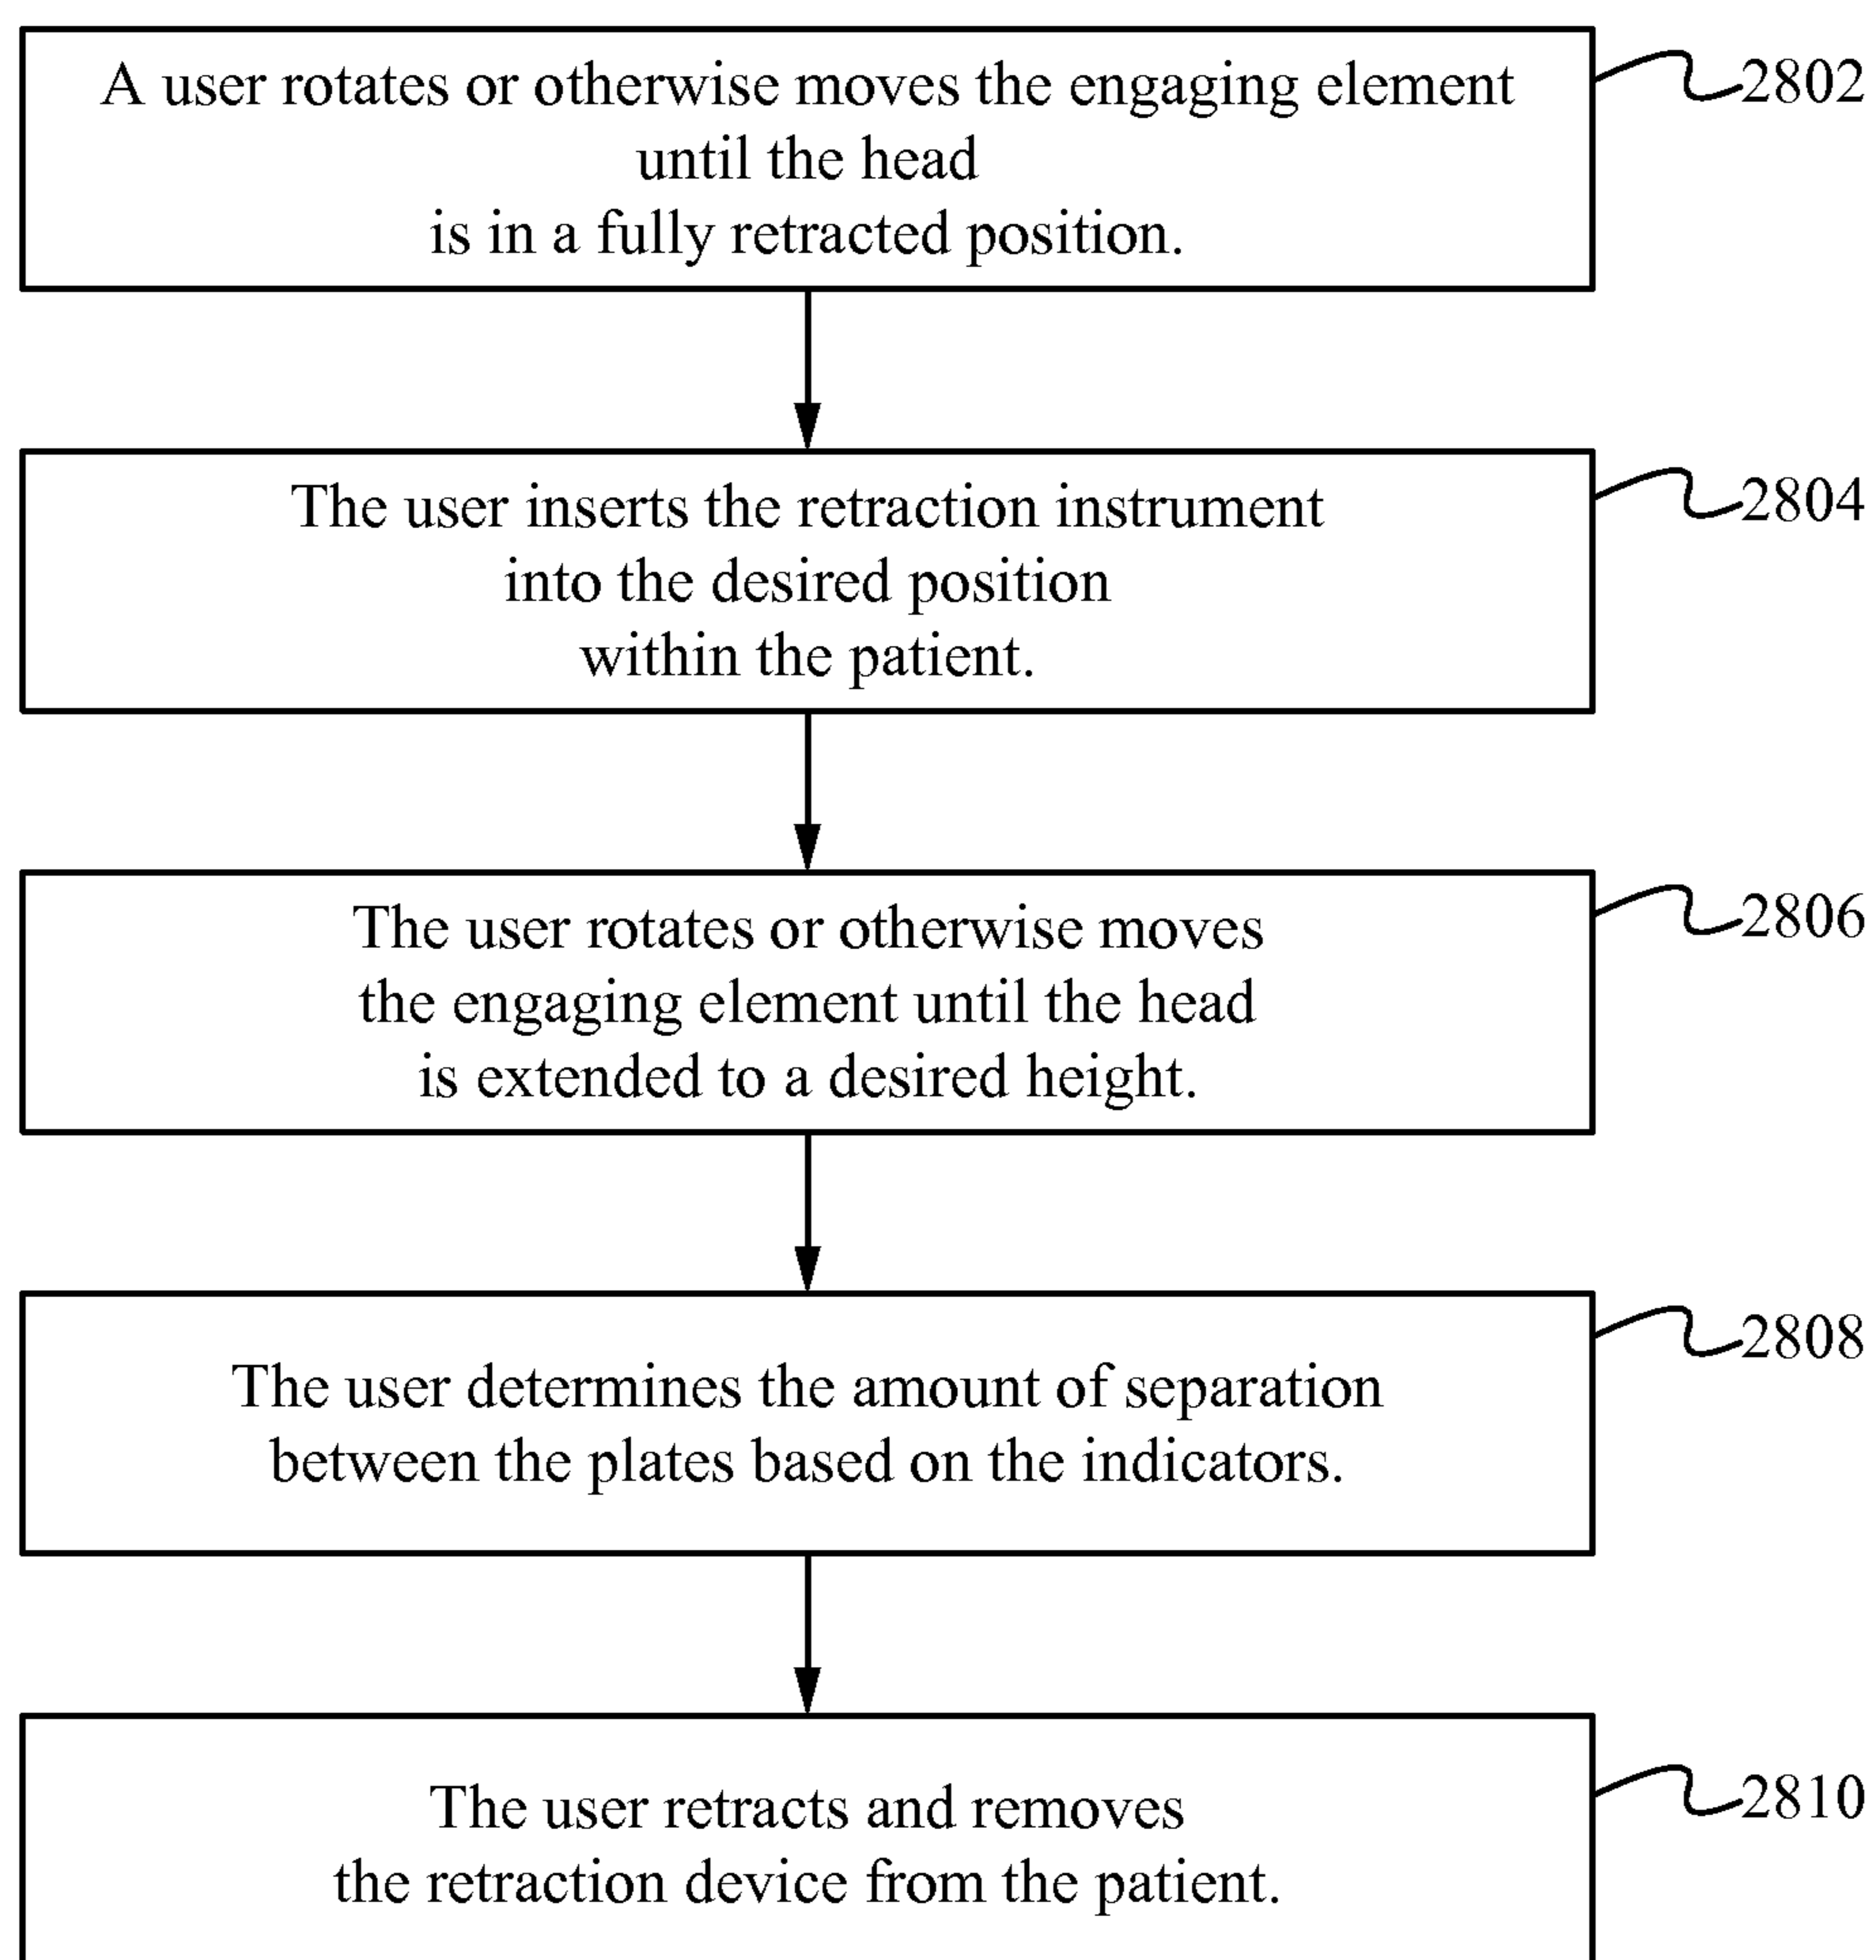 A user rotates or otherwise moves the engaging element
until the head
is in a fully retracted position.
2802
The user inserts the retraction instrument
into the desired position
within the patient.
2804
The user rotates or otherwise moves
the engaging element until the head
is extended to a desired height.
2806
The user determines the amount of separation
between the plates based on the indicators.
2808
The user retracts and removes
the retraction device from the patient.
2810